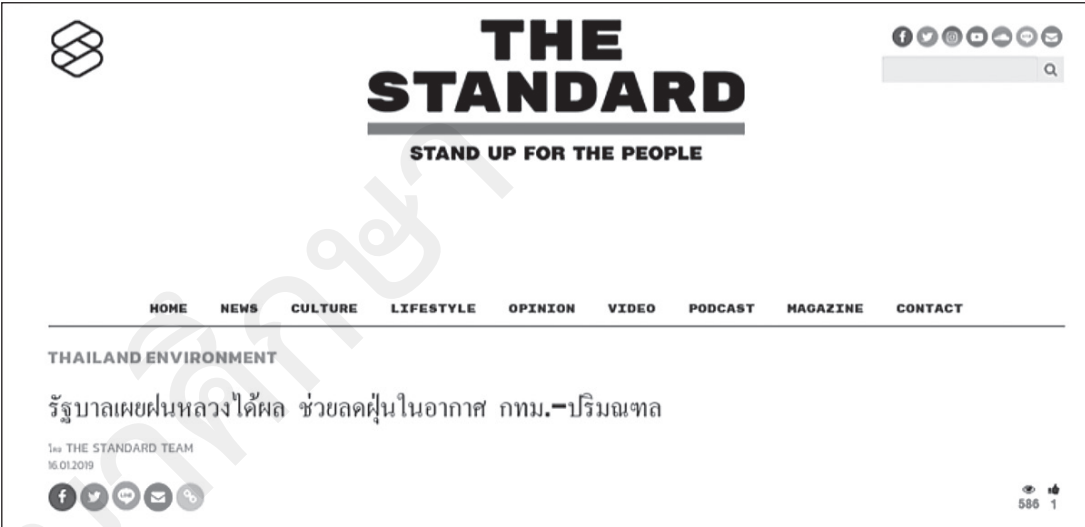 THE
STANDARD
STAND UP FOR THE PEOPLE
HOME NEWS CULTURE LIFESTYLE OPINION VIDEO PODCAST MAGAZINE CONTACT
THAILAND ENVIRONMENT
รัฐบาลเผยฝนหลวงได้ผล ช่วยลดฝุ่นในอากาศ กทม.–ปริมณฑล
โดย THE STANDARD TEAM
16.01.2019
586 1